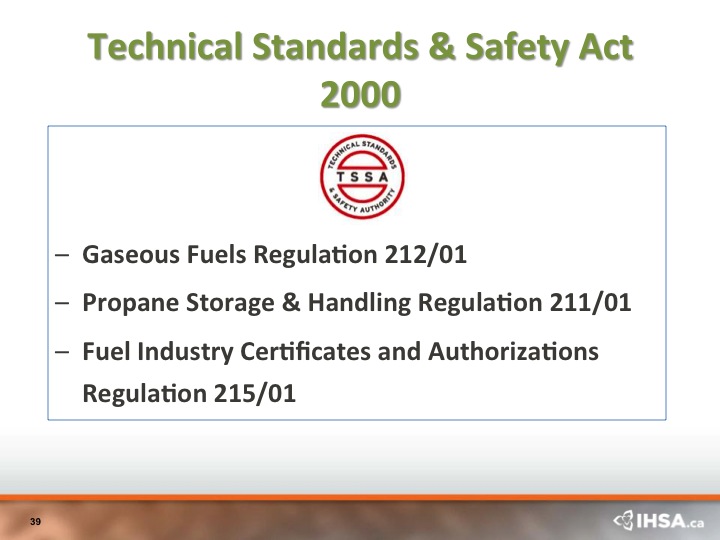 Technical Standards & Safety Act
2000
TECHNICAL STANDARDS
TSSA
& SAFETY AUTHORITY
– Gaseous Fuels Regulation 212/01
– Propane Storage & Handling Regulation 211/01
– Fuel Industry Certificates and Authorizations
Regulation 215/01
39
IHSA.ca